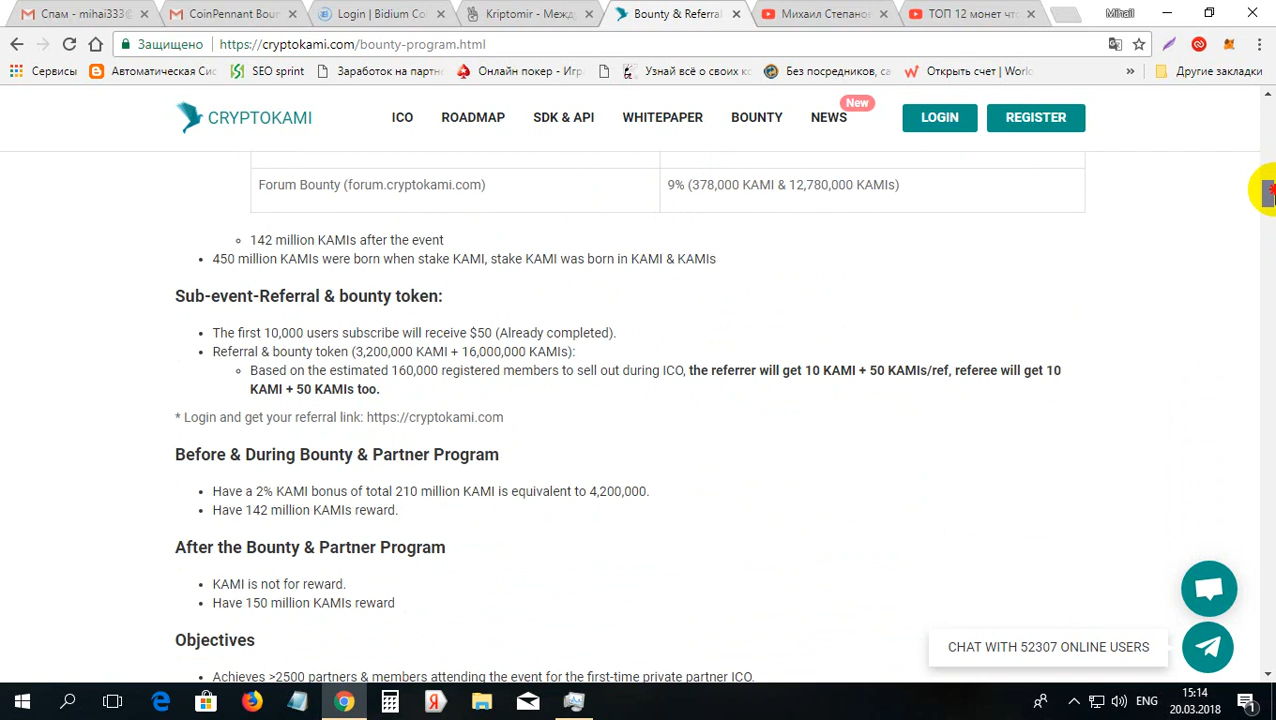 Спам - mihai333
CoinPennant Boun
Login | Bidium Co
Kriptomir - Межд
Bounty & Referra
Михаил Степанов
ТОП 12 монет что
Mihail
Защищено
https://cryptokami.com/bounty-program.html
Сервисы
Автоматическая Сис
SEO sprint
Заработок на партне
Онлайн покер - Игр
Узнай всё о своих ко
Без посредников, са
Открыть счет | World
»
Другие закладки
CRYPTOKAMI
ICO
ROADMAP
SDK & API
WHITEPAPER
BOUNTY
NEWS
New
LOGIN
REGISTER
Forum Bounty (forum.cryptokami.com)
9% (378,000 KAMI & 12,780,000 KAMIs)
142 million KAMIs after the event
450 million KAMIs were born when stake KAMI, stake KAMI was born in KAMI & KAMIs
Sub-event-Referral & bounty token:
The first 10,000 users subscribe will receive $50 (Already completed).
Referral & bounty token (3,200,000 KAMI + 16,000,000 KAMIs):
Based on the estimated 160,000 registered members to sell out during ICO, the referrer will get 10 KAMI + 50 KAMIs/ref, referee will get 10
KAMI + 50 KAMIs too.
* Login and get your referral link: https://cryptokami.com
Before & During Bounty & Partner Program
Have a 2% KAMI bonus of total 210 million KAMI is equivalent to 4,200,000.
Have 142 million KAMIs reward.
After the Bounty & Partner Program
KAMI is not for reward.
Have 150 million KAMIs reward
Objectives
CHAT WITH 52307 ONLINE USERS
Achieves >2500 partners & members attending the event for the first-time private partner ICO.
ENG
15:14
20.03.2018
1